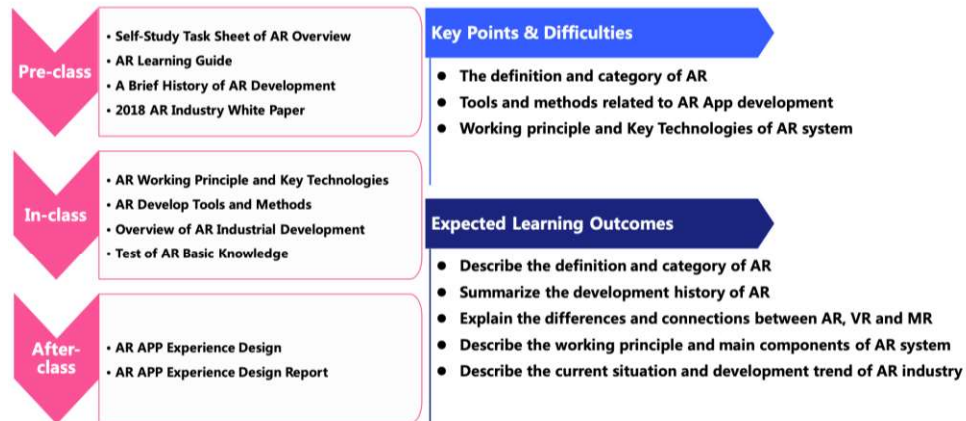 Pre-class
• Self-Study Task Sheet of AR Overview
• AR Learning Guide
• A Brief History of AR Development
• 2018 AR Industry White Paper
In-class
• AR Working Principle and Key Technologies
• AR Develop Tools and Methods
• Overview of AR Industrial Development
• Test of AR Basic Knowledge
After-
class
• AR APP Experience Design
• AR APP Experience Design Report
Key Points & Difficulties
● The definition and category of AR
● Tools and methods related to AR App development
● Working principle and Key Technologies of AR system
Expected Learning Outcomes
● Describe the definition and category of AR
● Summarize the development history of AR
● Explain the differences and connections between AR, VR and MR
● Describe the working principle and main components of AR system
● Describe the current situation and development trend of AR industry